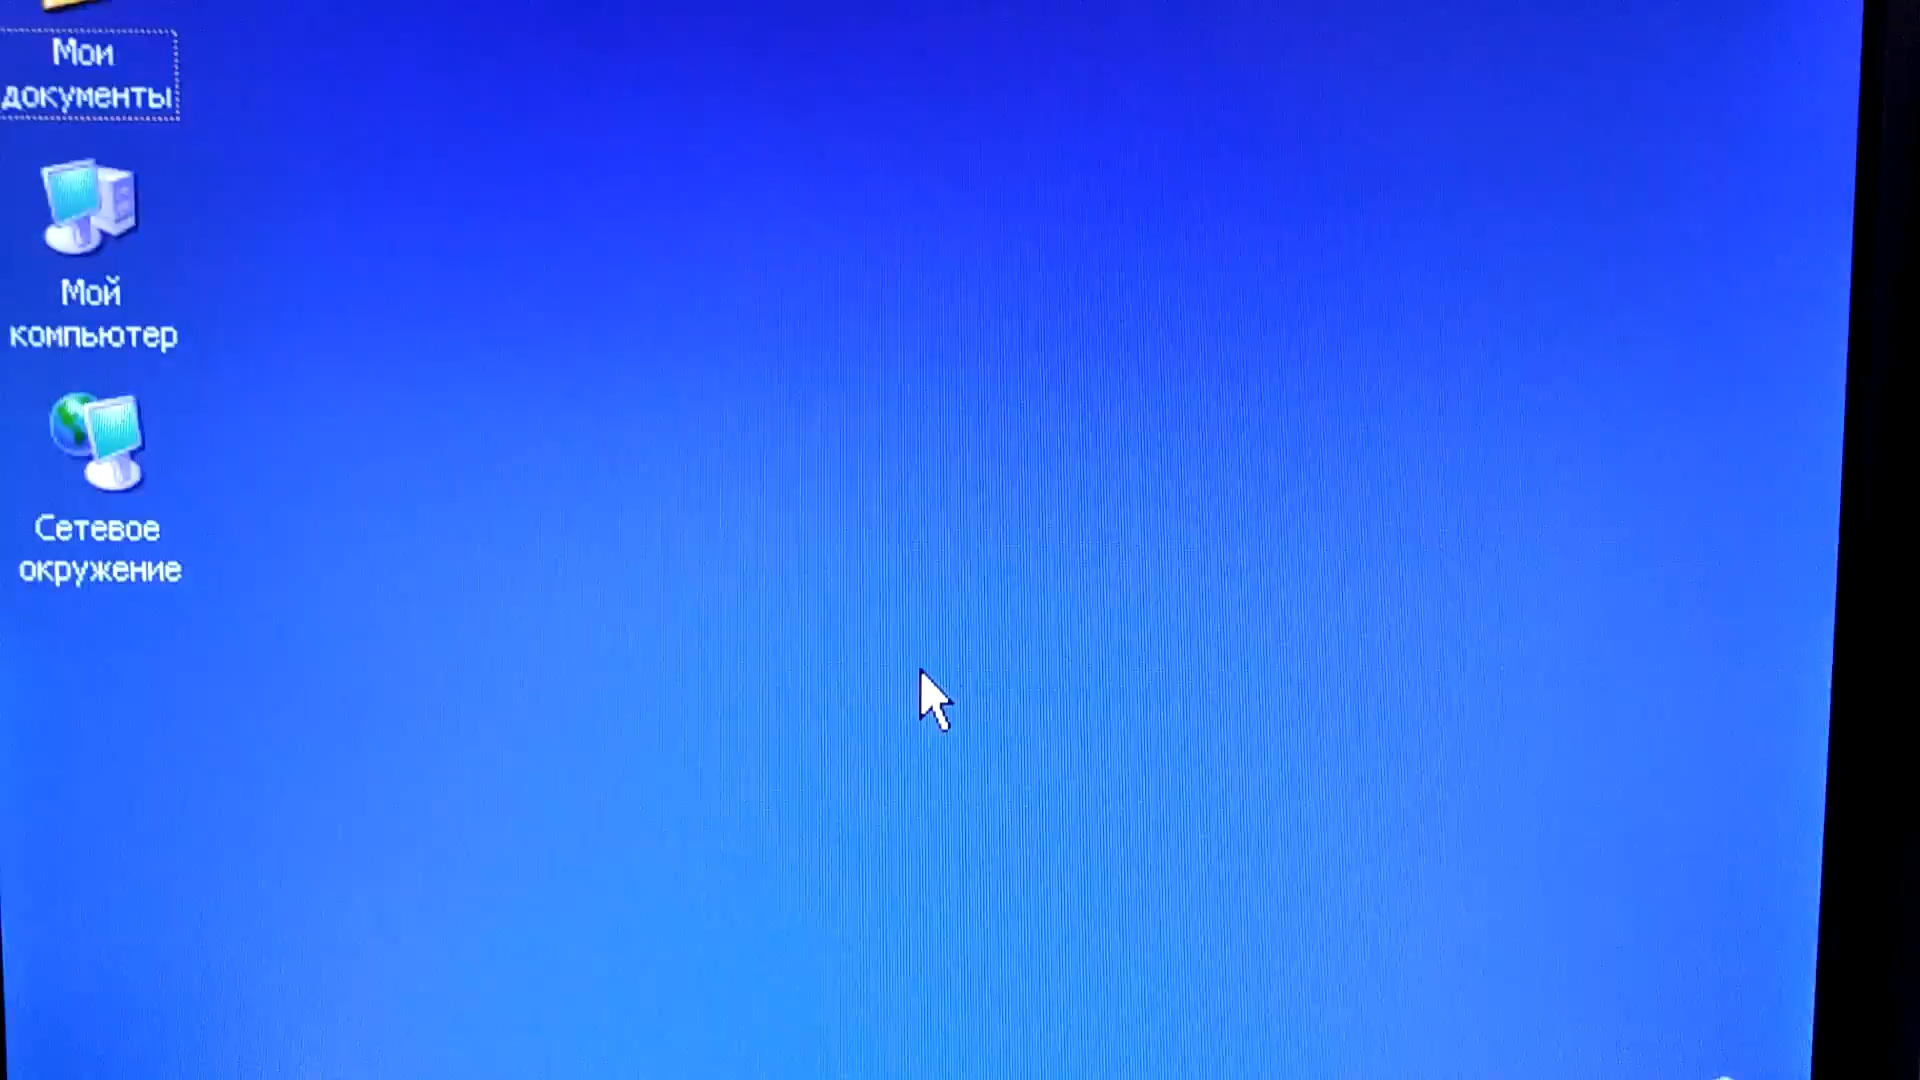 Мои
документы
Мой
компьютер
Сетевое
окружение